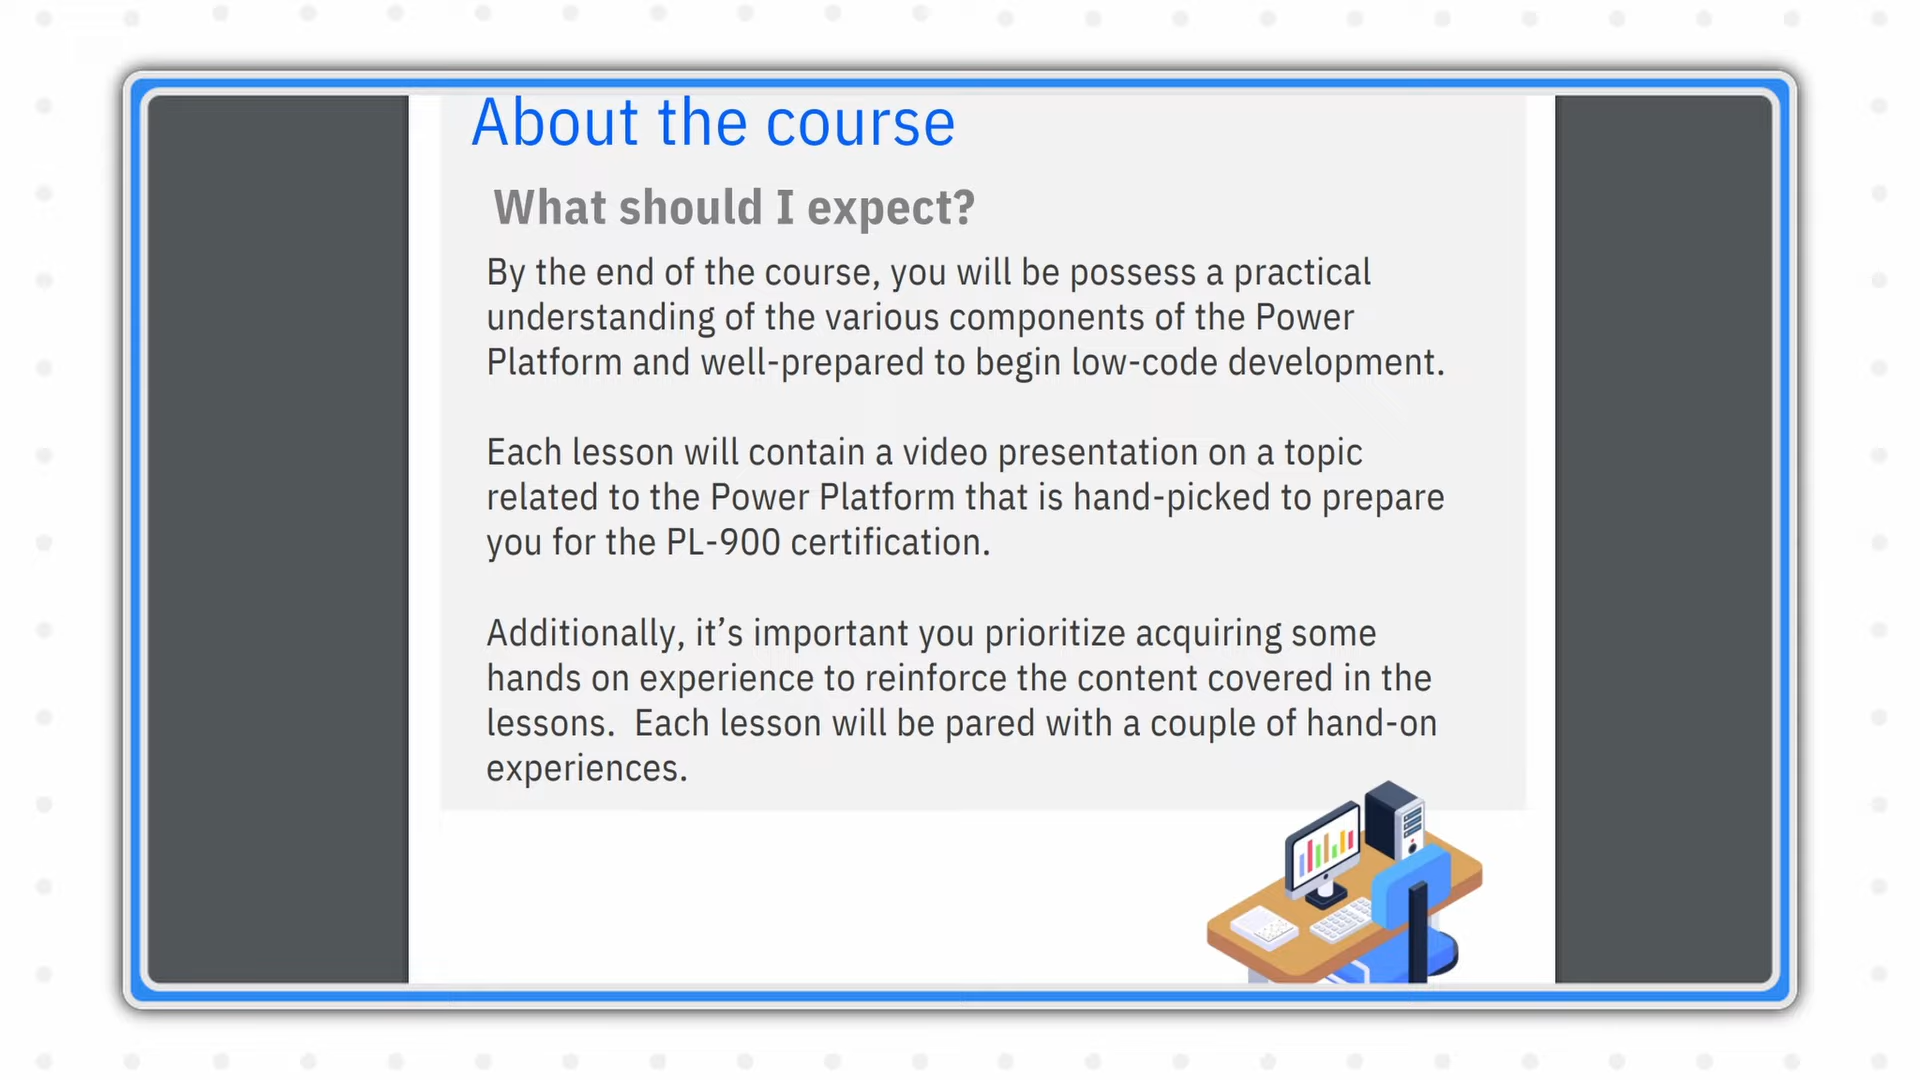 About the course
What should I expect?
By the end of the course, you will be possess a practical
understanding of the various components of the Power
Platform and well-prepared to begin low-code development.
Each lesson will contain a video presentation on a topic
related to the Power Platform that is hand-picked to prepare
you for the PL-900 certification.
Additionally, it’s important you prioritize acquiring some
hands on experience to reinforce the content covered in the
lessons.  Each lesson will be pared with a couple of hand-on
experiences.